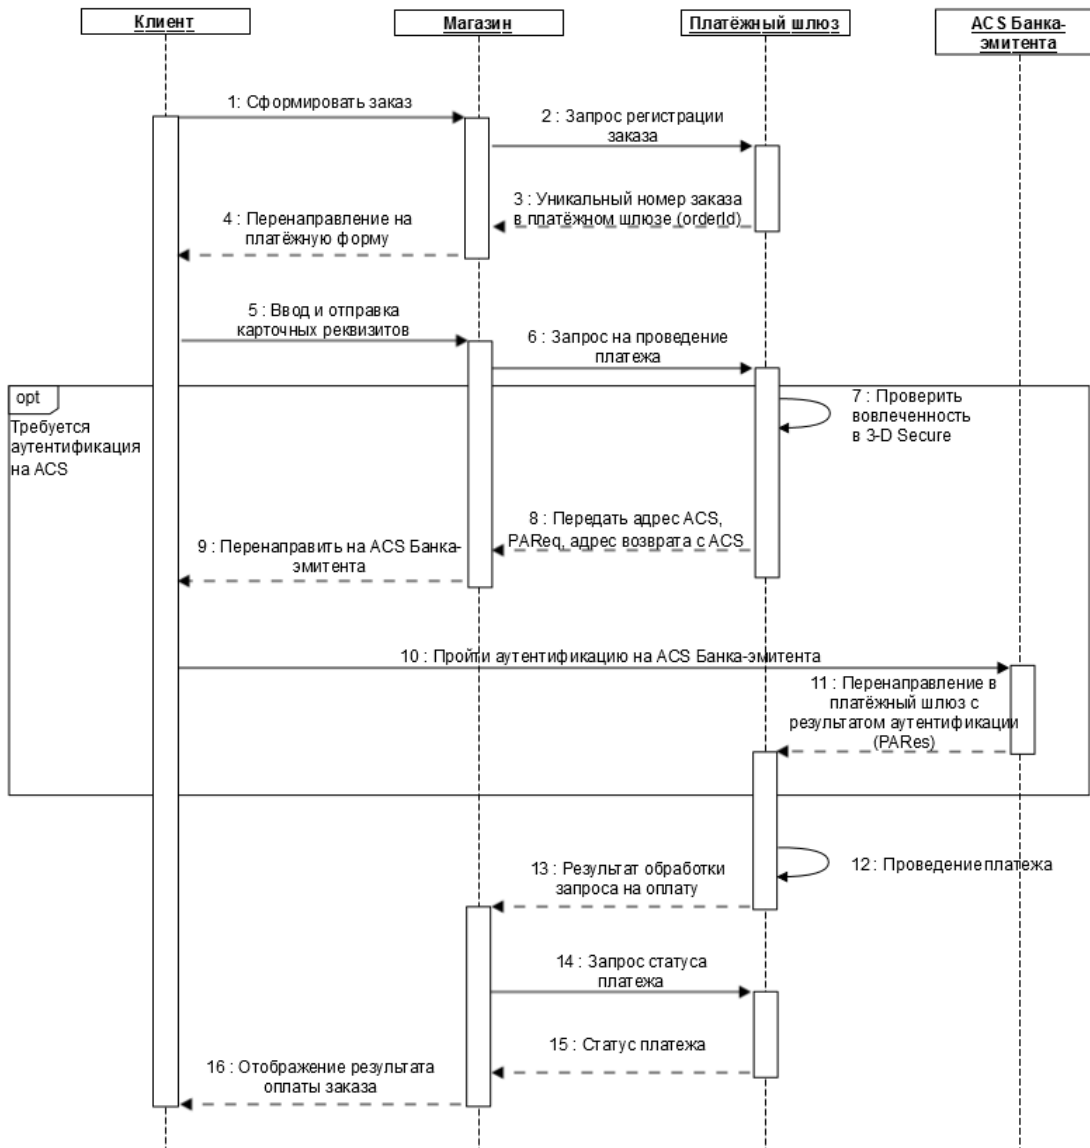 Клиент
Магазин
Платёжный шлюз
ACS Банка-
эмитента
1: Сформировать заказ
2 : Запрос регистрации
заказа
3 : Уникальный номер заказа
в платёжном шлюзе (orderId)
4 : Перенаправление на
платёжную форму
5 : Ввод и отправка
карточных реквизитов
6 : Запрос на проведение
платежа
opt
Требуется
аутентификация
на ACS
7 : Проверить
вовлеченность
в 3-D Secure
8 : Передать адрес ACS,
PAReq, адрес возврата с ACS
9 : Перенаправить на ACS Банка-
эмитента
10 : Пройти аутентификацию на ACS Банка-эмитента
11 : Перенаправление в
платёжный шлюз с
результатом аутентификации
(PARes)
12 : Проведение платежа
13 : Результат обработки
запроса на оплату
14 : Запрос статуса
платежа
15 : Статус платежа
16 : Отображение результата
оплаты заказа